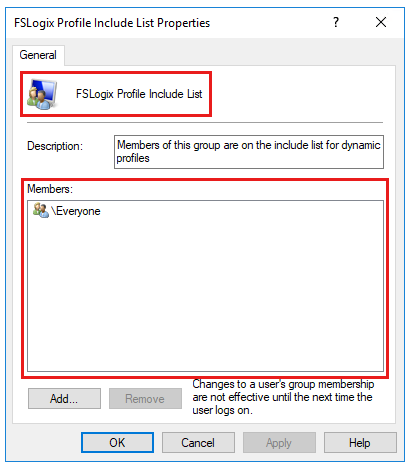 FSLogix Profile Include List Properties
?
General
FSLogix Profile Include List
Description:
Members of this group are on the include list for dynamic
profiles
Members:
\Everyone
Add...
Remove
Changes to a user's group membership
are not effective until the next time the
user logs on.
OK
Cancel
Apply
Help